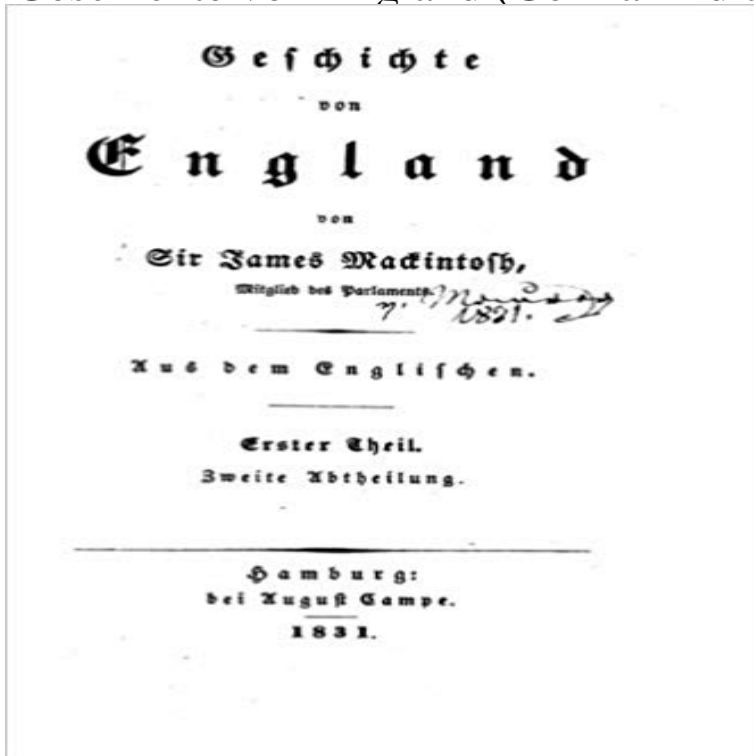 Geschichte
von
England
von
Sir James Mackintosh,
Mitglied des Parlaments.
1831.
Aus dem Englischen.
Erster Theil.
Zweite Abtheilung.
Hamburg:
bei August Campe.
1831.